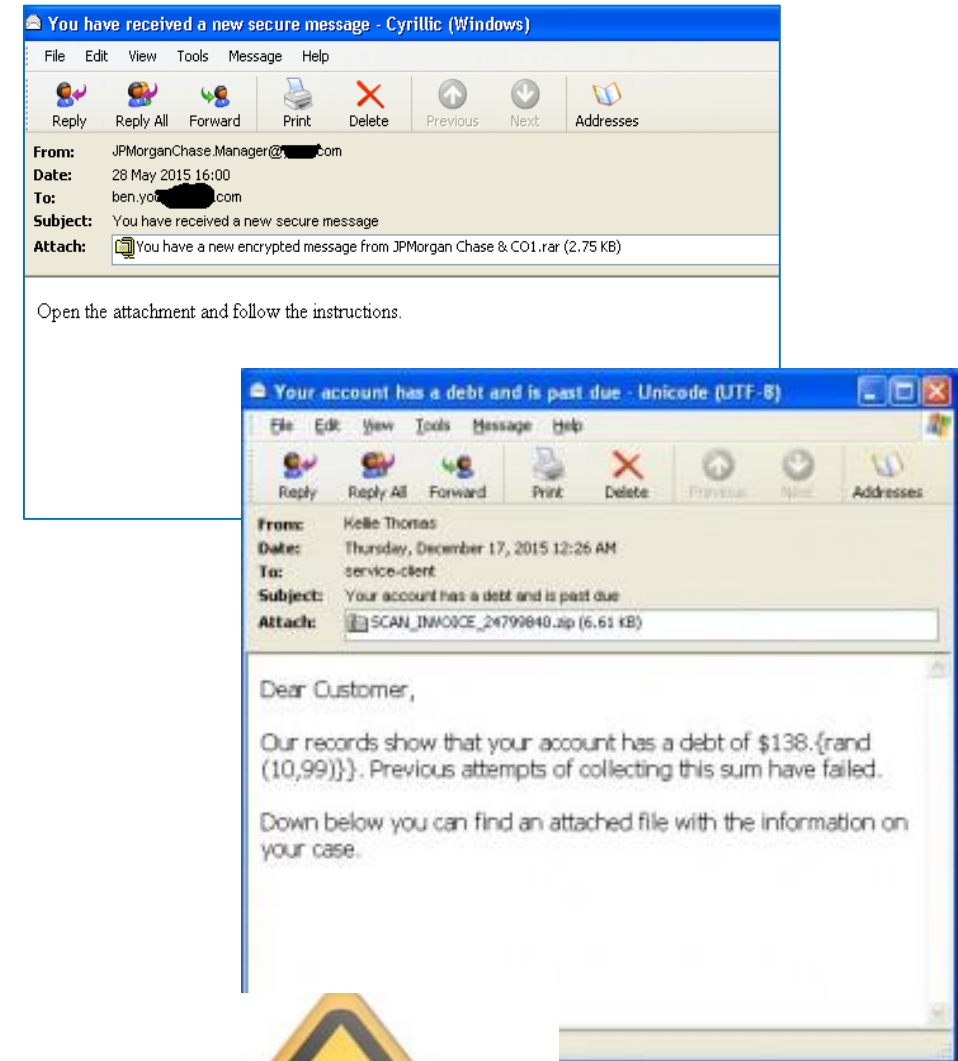 You have received a new secure message - Cyrillic (Windows)
File Edit View Tools Message Help
Reply Reply All Forward Print Delete Previous Next Addresses
From: JPMorganChase.Manager@ com
Date: 28 May 2015 16:00
To: ben.yo .com
Subject: You have received a new secure message
Attach: You have a new encrypted message from JPMorgan Chase & CO1.rar (2.75 KB)
Open the attachment and follow the instructions.
Your account has a debt and is past due - Unicode (UTF-8)
File Edit View Tools Message Help
Reply Reply All Forward Print Delete Previous Next Addresses
From: Kellie Thomas
Date: Thursday, December 17, 2015 12:26 AM
To: service-client
Subject: Your account has a debt and is past due
Attach: SCAN_INVOICE_24799840.zip (6.61 KB)
Dear Customer,
Our records show that your account has a debt of $138.{rand
(10,99)}}. Previous attempts of collecting this sum have failed.
Down below you can find an attached file with the information on
your case.